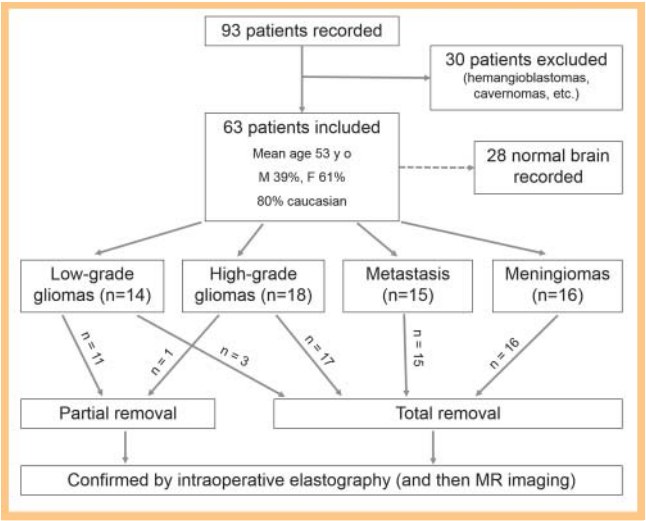 93 patients recorded
30 patients excluded
(hemangioblastomas,
cavernomas, etc.)
63 patients included
Mean age 53 y o
M 39%, F 61%
80% caucasian
28 normal brain
recorded
Low-grade
gliomas (n=14)
High-grade
gliomas (n=18)
Metastasis
(n=15)
Meningiomas
(n=16)
n = 11
n = 1
n = 3
n = 17
n = 15
n = 16
Partial removal
Total removal
Confirmed by intraoperative elastography (and then MR imaging)